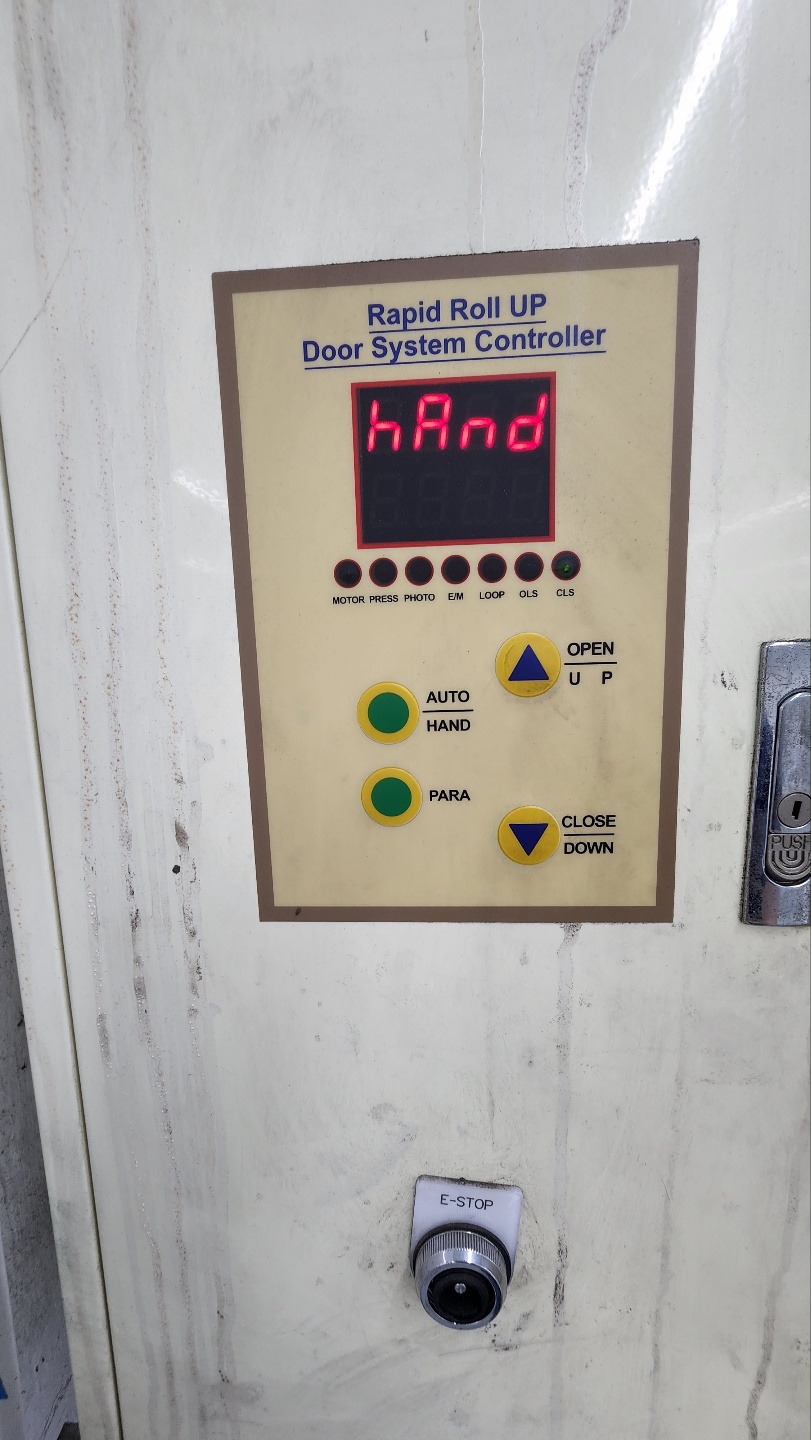 Rapid Roll UP
Door System Controller
hAnd
MOTOR PRESS PHOTO E/M LOOP OLS CLS
OPEN
U P
AUTO
HAND
PARA
CLOSE
DOWN
PUSH
E-STOP